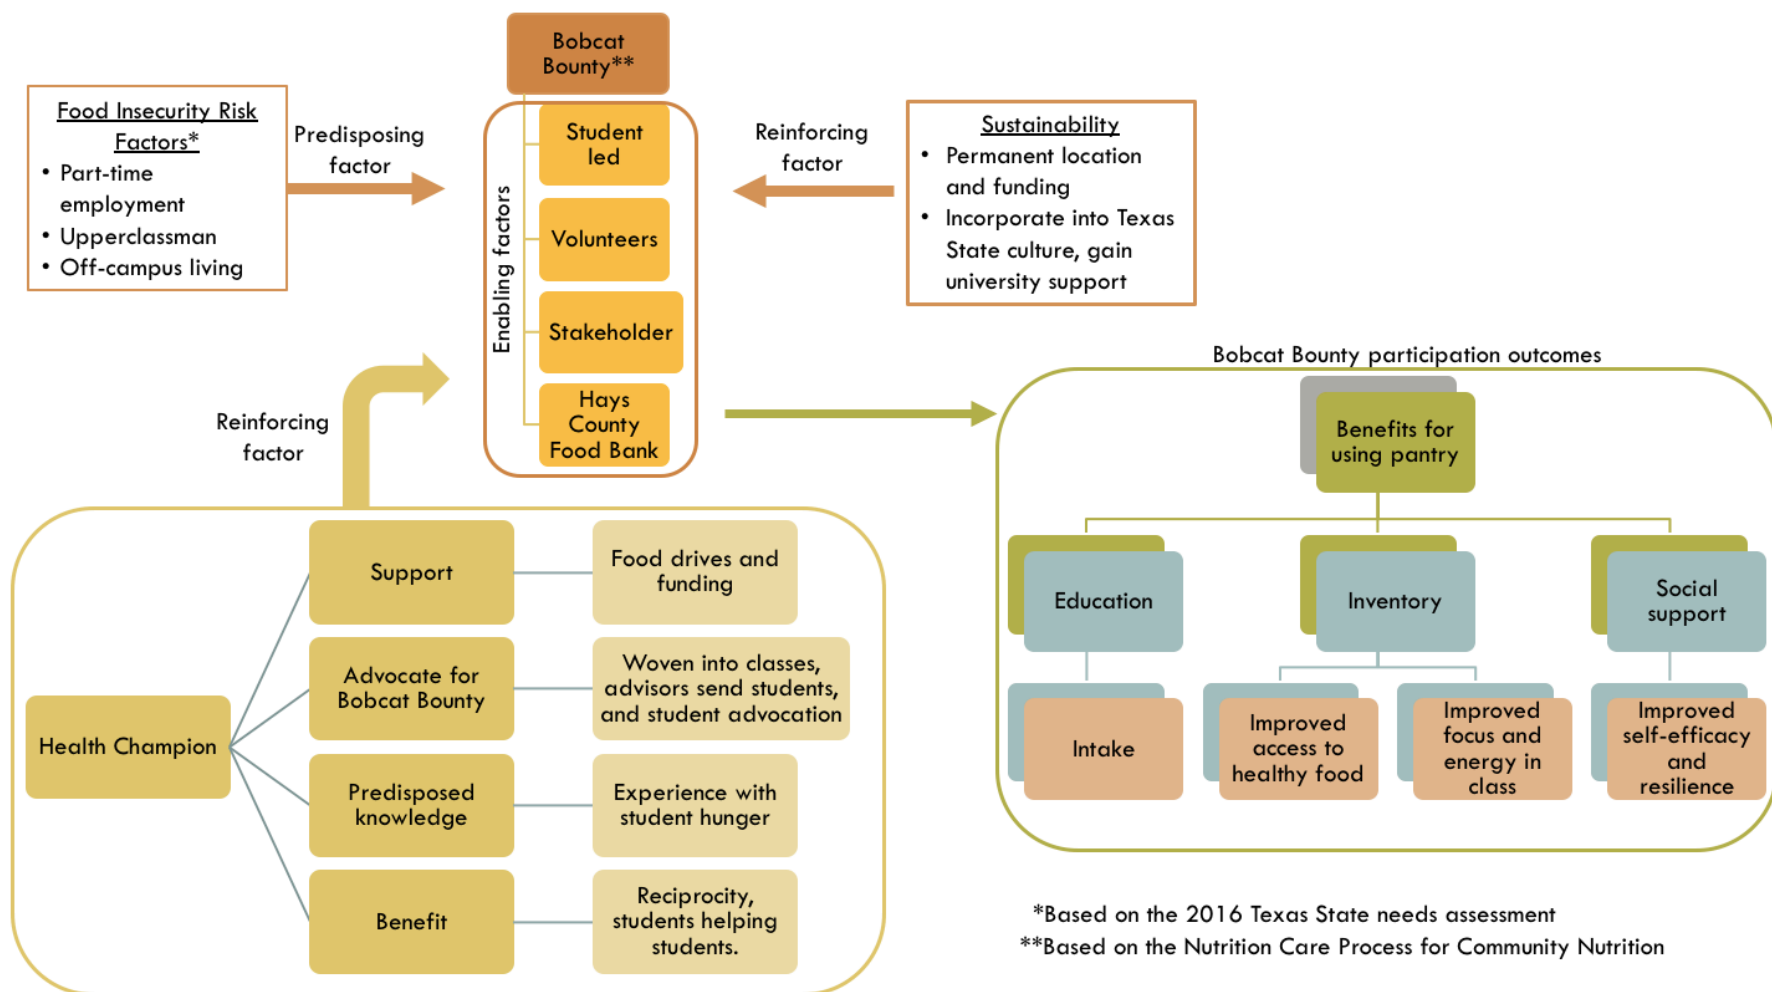 Bobcat
Bounty**
Food Insecurity Risk
Factors*
• Part-time
employment
• Upperclassman
• Off-campus living
Predisposing
factor
Enabling factors
Student
led
Volunteers
Stakeholder
Hays
County
Food Bank
Reinforcing
factor
Sustainability
• Permanent location
and funding
• Incorporate into Texas
State culture, gain
university support
Reinforcing
factor
Health Champion
Support
Food drives and
funding
Advocate for
Bobcat Bounty
Woven into classes,
advisors send students,
and student advocation
Predisposed
knowledge
Experience with
student hunger
Benefit
Reciprocity,
students helping
students.
Bobcat Bounty participation outcomes
Benefits for
using pantry
Education
Inventory
Social
support
Intake
Improved
access to
healthy food
Improved
focus and
energy in
class
Improved
self-efficacy
and
resilience
*Based on the 2016 Texas State needs assessment
**Based on the Nutrition Care Process for Community Nutrition